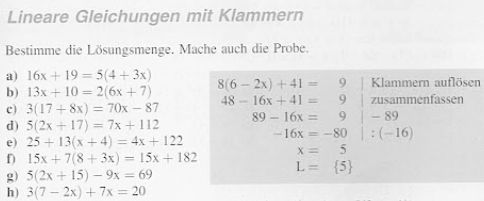 Lineare Gleichungen mit Klammern
Bestimme die Lösungsmenge. Mache auch die Probe.
a) 16x + 19 = 5(4 + 3x)
b) 13x + 10 = 2(6x + 7)
c) 3(17 + 8x) = 70x − 87
d) 5(2x + 17) = 7x + 112
e) 25 + 13(x + 4) = 4x + 122
f) 15x + 7(8 + 3x) = 15x + 182
g) 5(2x + 15) − 9x = 69
h) 3(7 − 2x) + 7x = 20
8(6 − 2x) + 41 = 9 | Klammern auflösen
48 − 16x + 41 = 9 | zusammenfassen
89 − 16x = 9 | − 89
−16x = −80 | : (−16)
x = 5
L = {5}